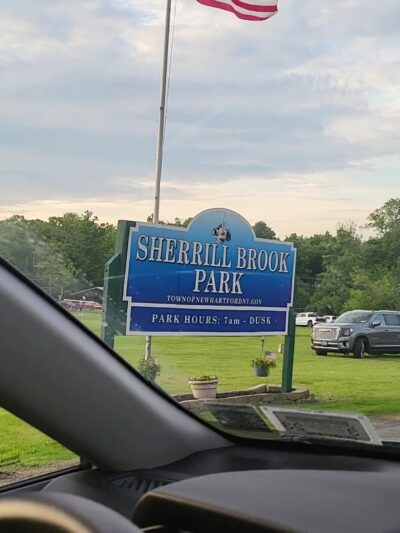 SHERRILL BROOK
PARK
TOWNOFNEWHARTFORDNY.GOV
PARK HOURS: 7am - DUSK